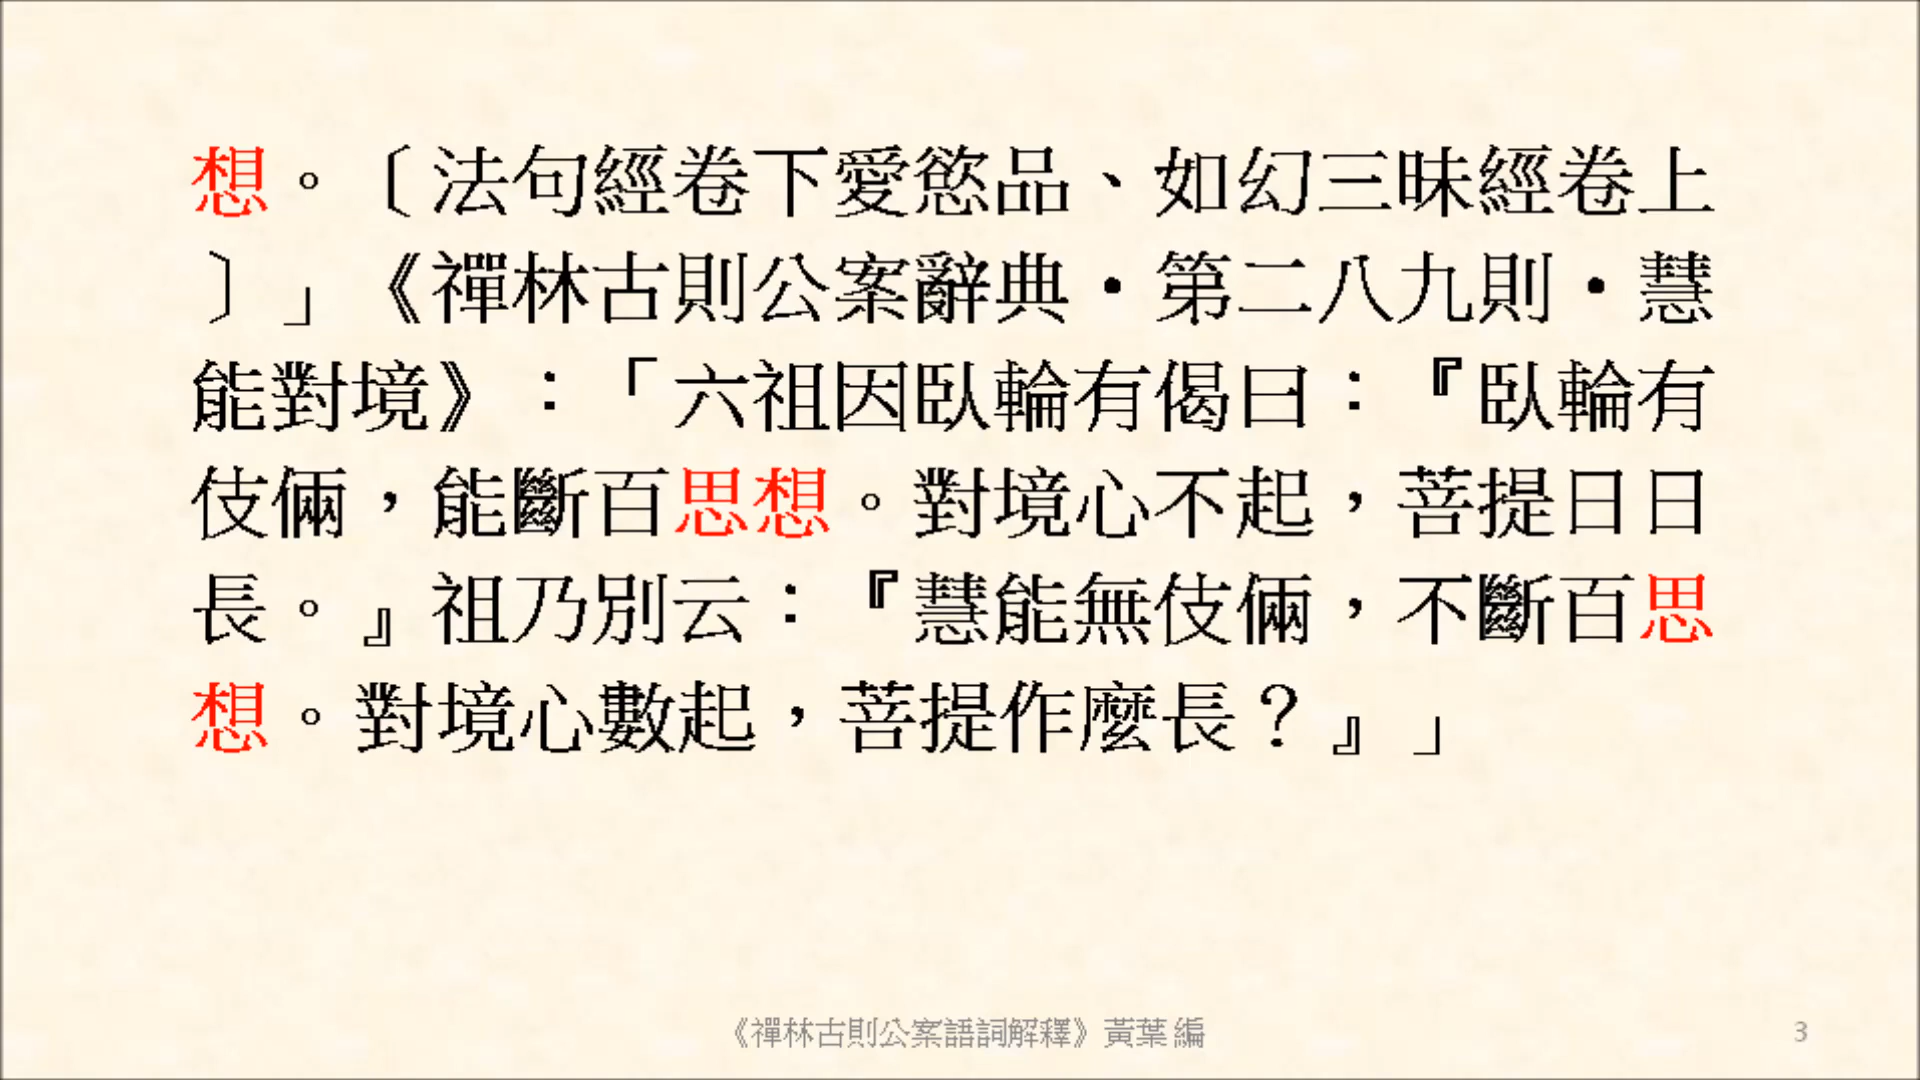 想。〔法句經卷下愛慾品、如幻三昧經卷上
〕」《禪林古則公案辭典•第二八九則•慧
能對境》：「六祖因臥輪有偈曰：『臥輪有
伎倆，能斷百思想。對境心不起，菩提日日
長。』祖乃別云：『慧能無伎倆，不斷百思
想。對境心數起，菩提作麼長？』」
《禪林古則公案語詞解釋》黃葉 編
3